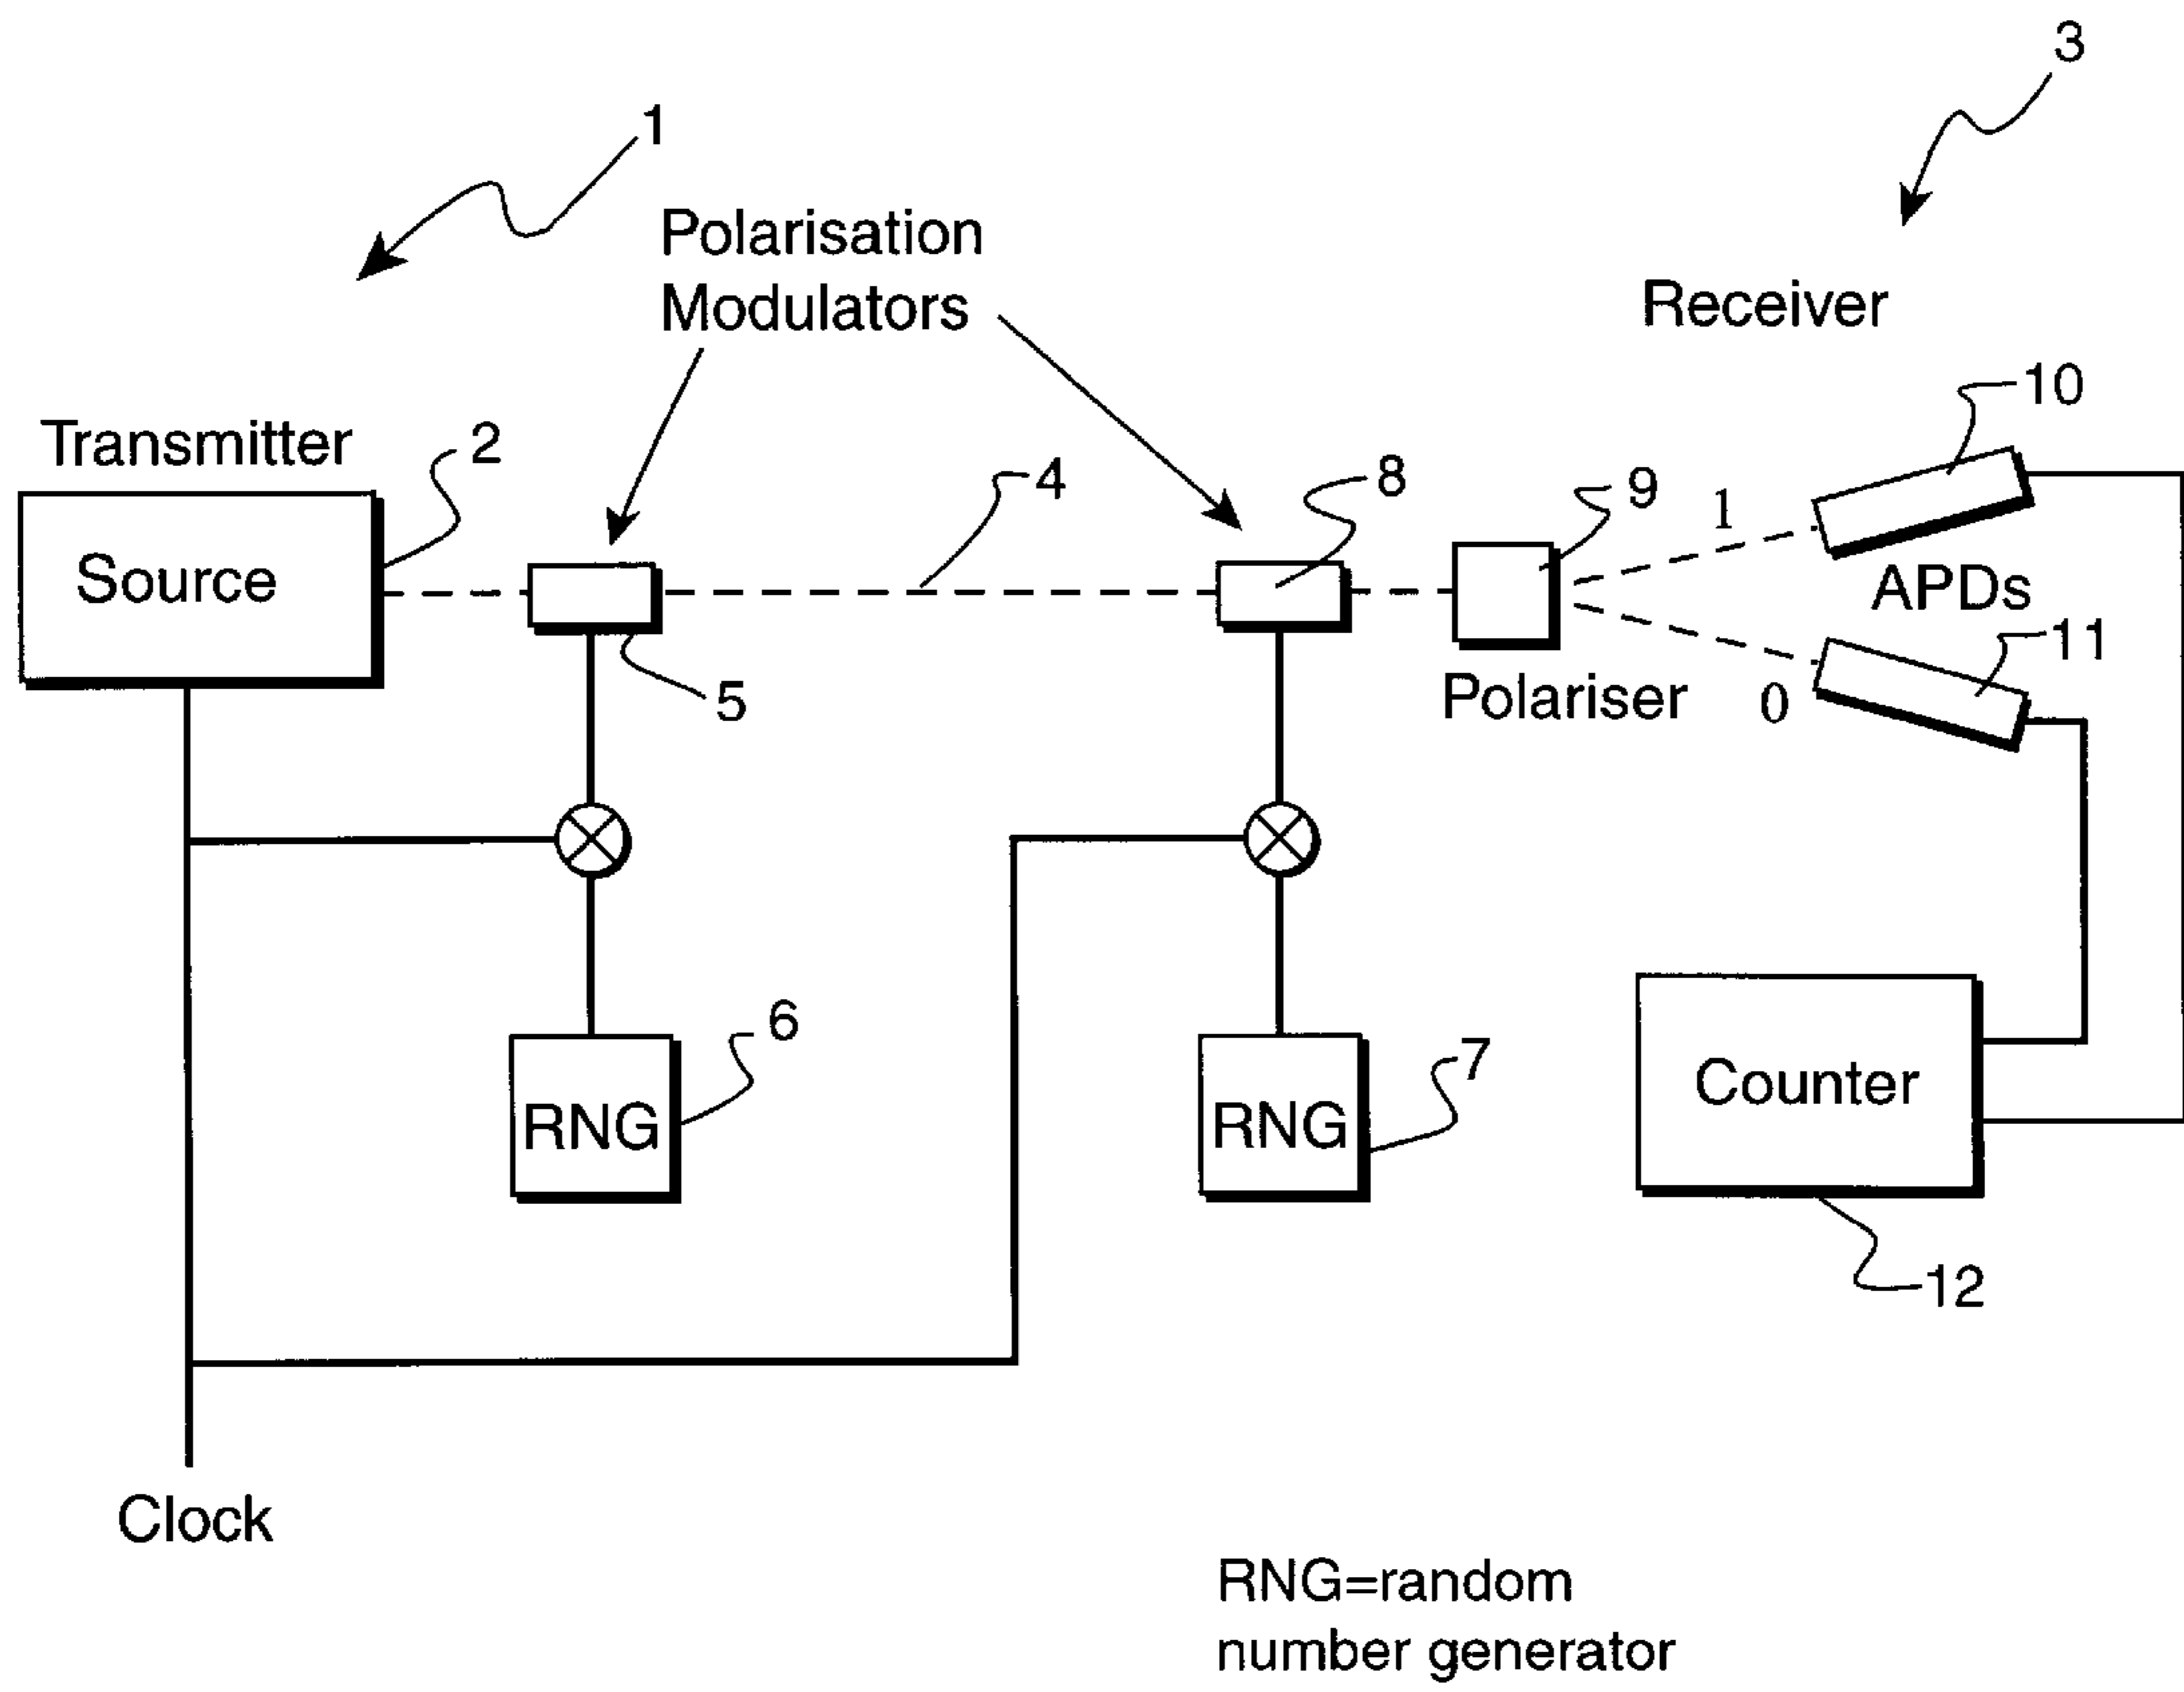 3
1
Polarisation
Modulators
Receiver
10
Transmitter
2
4
8
9
1
Source
APDs
11
5
Polariser
0
6
7
Counter
RNG
RNG
12
Clock
RNG=random
number generator